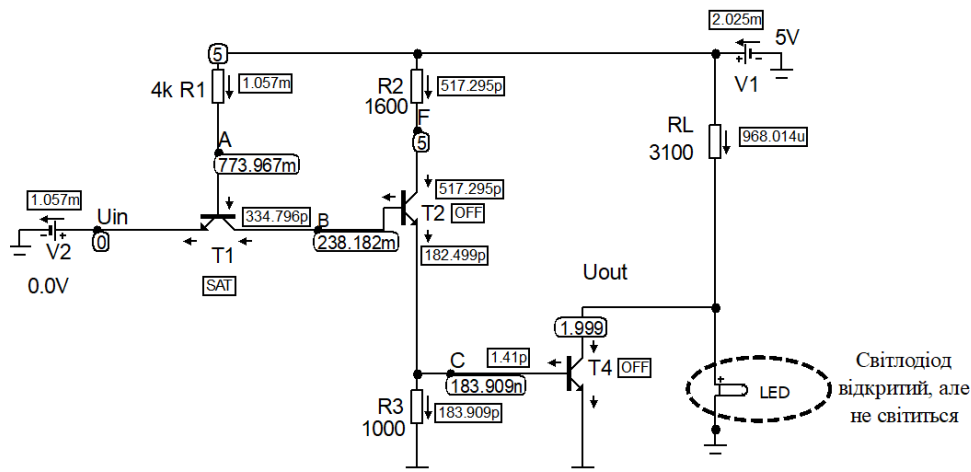 2.025m
5V
V1
5
4k R1
1.057m
R2
1600
517.295p
F
5
RL
3100
968.014u
A
773.967m
517.295p
T2 OFF
1.057m
Uin
0
V2
0.0V
334.796p
T1
SAT
B
238.182m
182.499p
Uout
1.999
C
1.41p
183.909n
T4 OFF
R3
1000
183.909p
LED
Світлодіод
відкритий, але
не світиться